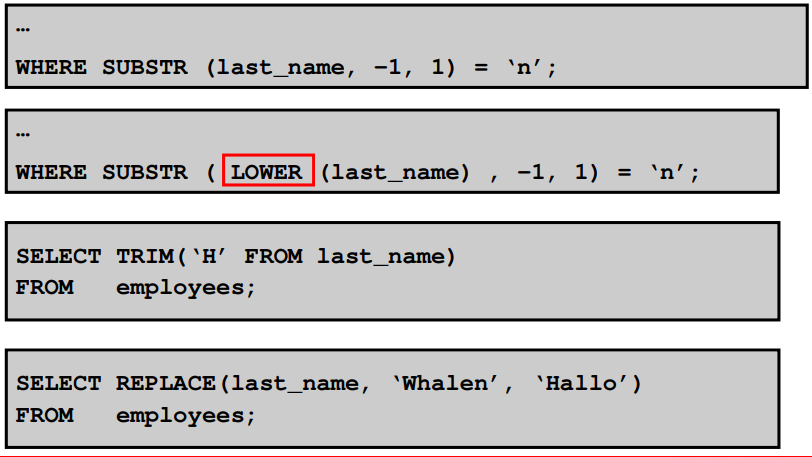 …
WHERE SUBSTR (last_name, –1, 1) = ‘n’;
…
WHERE SUBSTR ( LOWER (last_name) , –1, 1) = ‘n’;
SELECT TRIM(‘H’ FROM last_name)
FROM employees;
SELECT REPLACE(last_name, ‘Whalen’, ‘Hallo’)
FROM employees;